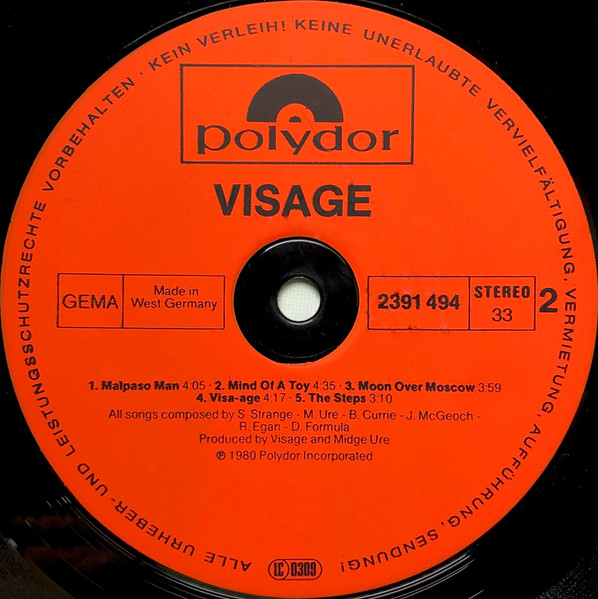 ALLE URHEBER- UND LEISTUNGSSCHUTZRECHTE VORBEHALTEN · KEIN VERLEIH! KEINE UNERLAUBTE VERVIELFÄLTIGUNG, VERMIETUNG, AUFFÜHRUNG, SENDUNG!
polydor
VISAGE
GEMA
Made in
West Germany
2391 494
STEREO
33
2
1. Malpaso Man 4:05 · 2. Mind Of A Toy 4:35 · 3. Moon Over Moscow 3:59
4. Visa-age 4:17 · 5. The Steps 3:10
All songs composed by S. Strange - M. Ure - B. Currie - J. McGeoch -
R. Egan - D. Formula
Produced by Visage and Midge Ure
℗ 1980 Polydor Incorporated
LC 0309